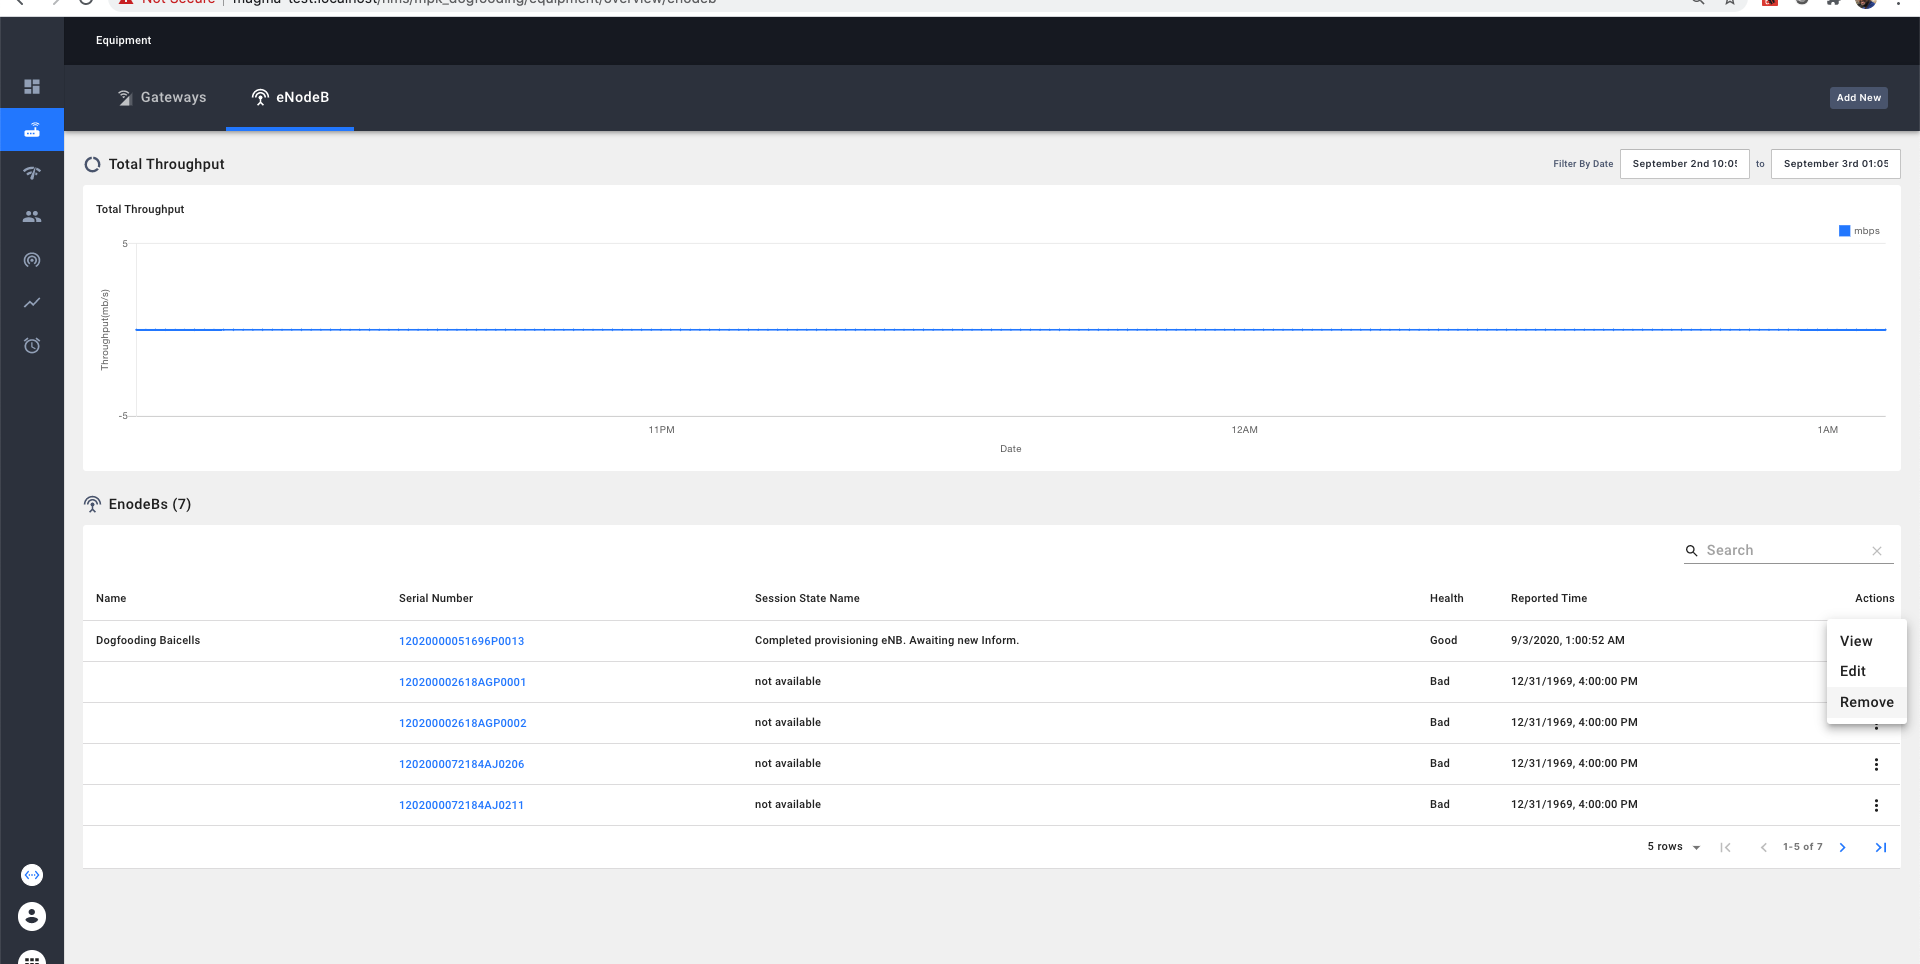 Not Secure | magma-test.localhost/nms/mpk_dogfooding/equipment/overview/enodeb
Equipment
Gateways
eNodeB
Add New
Total Throughput
Filter By Date
September 2nd 10:05
to
September 3rd 01:05
Total Throughput
mbps
5
Throughput(mb/s)
-5
11PM
12AM
1AM
Date
EnodeBs (7)
Search
Name Serial Number Session State Name Health Reported Time Actions
Dogfooding Baicells 12020000051696P0013 Completed provisioning eNB. Awaiting new Inform. Good 9/3/2020, 1:00:52 AM
120200002618AGP0001 not available Bad 12/31/1969, 4:00:00 PM
120200002618AGP0002 not available Bad 12/31/1969, 4:00:00 PM
1202000072184AJ0206 not available Bad 12/31/1969, 4:00:00 PM
1202000072184AJ0211 not available Bad 12/31/1969, 4:00:00 PM
View
Edit
Remove
5 rows
1-5 of 7